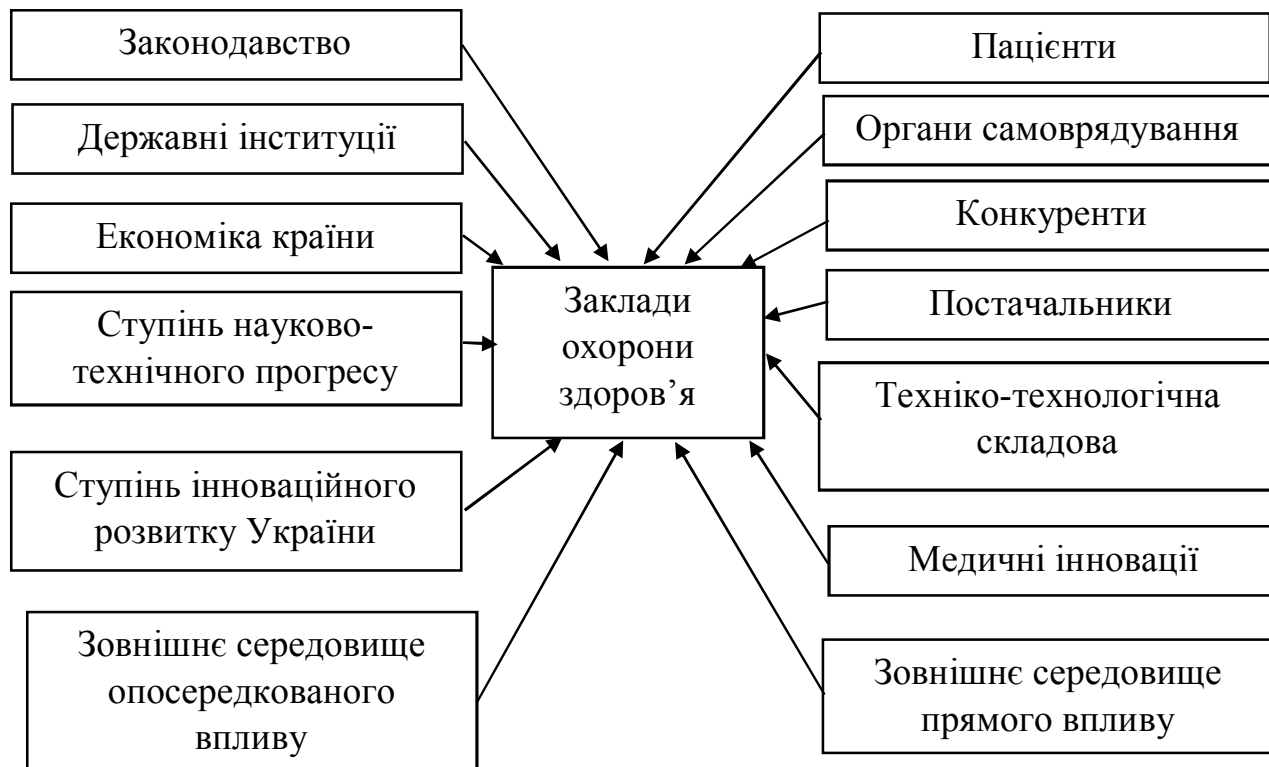 Законодавство
Державні інституції
Економіка країни
Ступінь науково-
технічного прогресу
Ступінь інноваційного
розвитку України
Зовнішнє середовище
опосередкованого
впливу
Заклади
охорони
здоров’я
Пацієнти
Органи самоврядування
Конкуренти
Постачальники
Техніко-технологічна
складова
Медичні інновації
Зовнішнє середовище
прямого впливу